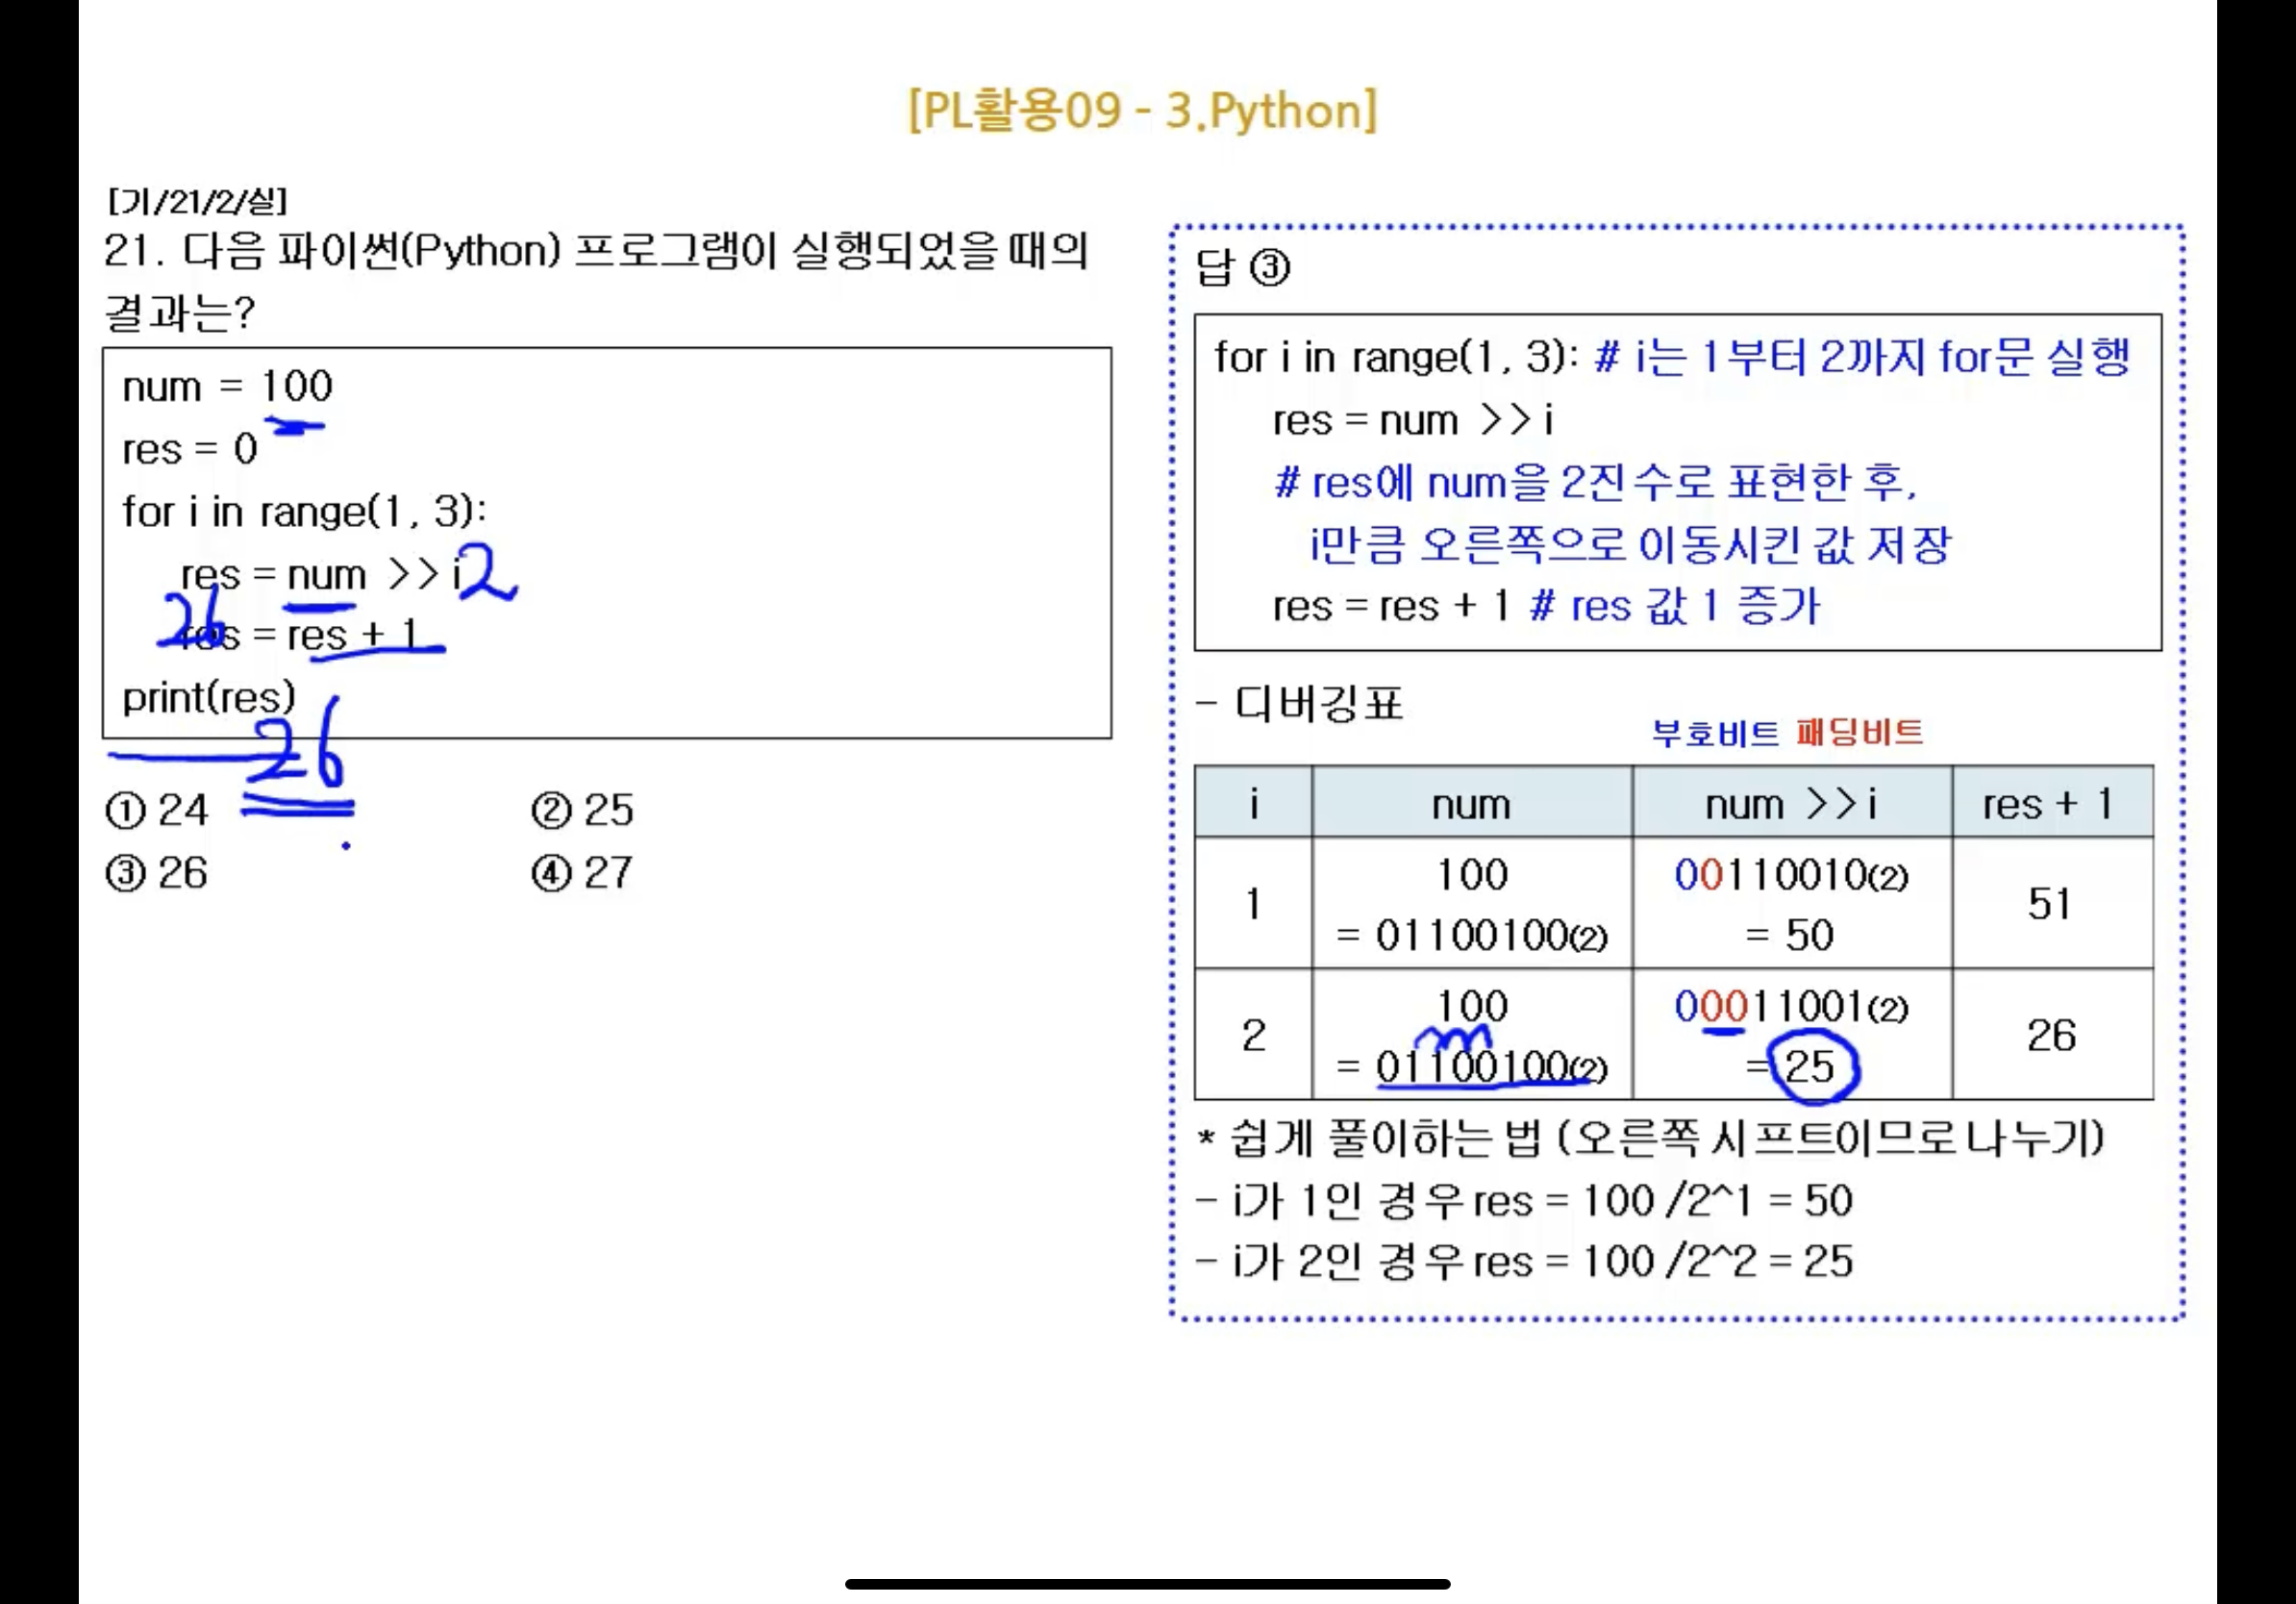 [PL활용09 - 3.Python]
[기/21/2/실]
21. 다음 파이썬(Python) 프로그램이 실행되었을 때의
결과는?
num = 100
res = 0
for i in range(1, 3):
res = num >> i 2
26
res = res + 1
print(res)
26
① 24 ② 25
③ 26 ④ 27
답 ③
for i in range(1, 3): # i는 1부터 2까지 for문 실행
res = num >> i
# res에 num을 2진수로 표현한 후,
i만큼 오른쪽으로 이동시킨 값 저장
res = res + 1 # res 값 1 증가
- 디버깅표
부호비트 패딩비트
i num num >> i res + 1
1 100 = 01100100(2) 00110010(2) = 50 51
2 100 = 01100100(2) 00011001(2) = 25 26
* 쉽게 풀이하는 법 (오른쪽 시프트이므로 나누기)
- i가 1인 경우 res = 100 /2^1 = 50
- i가 2인 경우 res = 100 /2^2 = 25